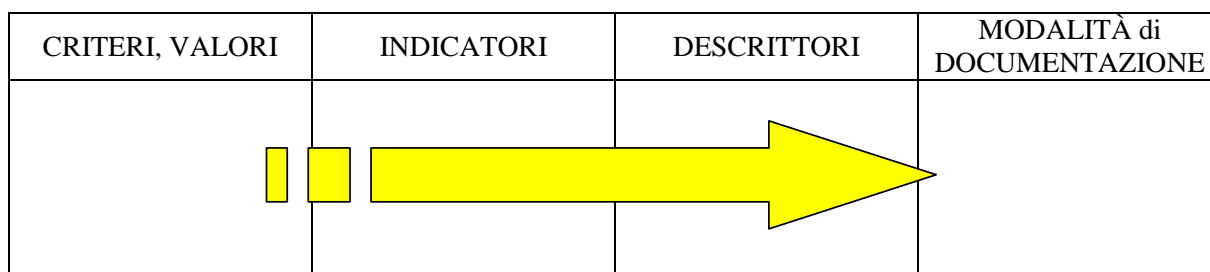 CRITERI, VALORI
INDICATORI
DESCRITTORI
MODALITÀ di
DOCUMENTAZIONE